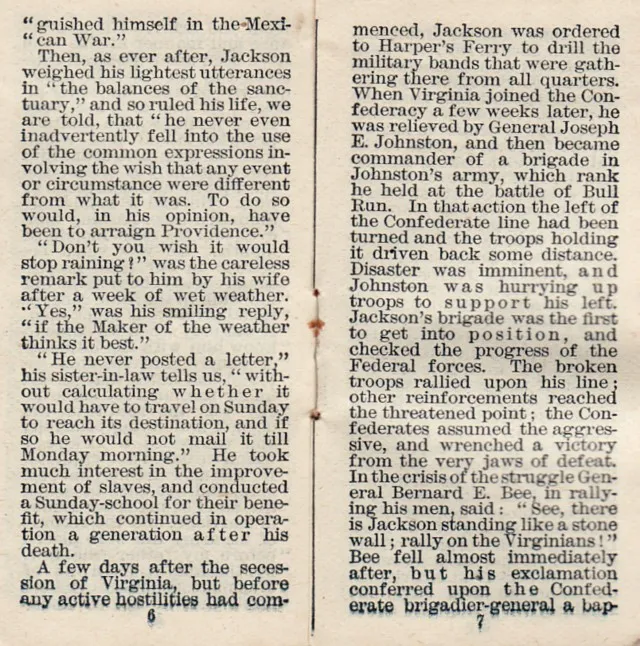 "guished himself in the Mexi-
"can War."
Then, as ever after, Jackson
weighed his lightest utterances
in "the balances of the sanc-
tuary," and so ruled his life, we
are told, that "he never even
inadvertently fell into the use
of the common expressions in-
volving the wish that any event
or circumstance were different
from what it was. To do so
would, in his opinion, have
been to arraign Providence."
"Don't you wish it would
stop raining?" was the careless
remark put to him by his wife
after a week of wet weather.
"Yes," was his smiling reply,
"if the Maker of the weather
thinks it best."
"He never posted a letter,"
his sister-in-law tells us, "with-
out calculating whether it
would have to travel on Sunday
to reach its destination, and if
so he would not mail it till
Monday morning." He took
much interest in the improve-
ment of slaves, and conducted
a Sunday-school for their bene-
fit, which continued in opera-
tion a generation after his
death.
A few days after the seces-
sion of Virginia, but before
any active hostilities had com-
6
menced, Jackson was ordered
to Harper's Ferry to drill the
military bands that were gath-
ering there from all quarters.
When Virginia joined the Con-
federacy a few weeks later, he
was relieved by General Joseph
E. Johnston, and then became
commander of a brigade in
Johnston's army, which rank
he held at the battle of Bull
Run. In that action the left of
the Confederate line had been
turned and the troops holding
it driven back some distance.
Disaster was imminent, and
Johnston was hurrying up
troops to support his left.
Jackson's brigade was the first
to get into position, and
checked the progress of the
Federal forces. The broken
troops rallied upon his line;
other reinforcements reached
the threatened point; the Con-
federates assumed the aggres-
sive, and wrenched a victory
from the very jaws of defeat.
In the crisis of the struggle Gen-
eral Bernard E. Bee, in rally-
ing his men, said: "See, there
is Jackson standing like a stone
wall; rally on the Virginians!"
Bee fell almost immediately
after, but his exclamation
conferred upon the Confed-
erate brigadier-general a bap-
7